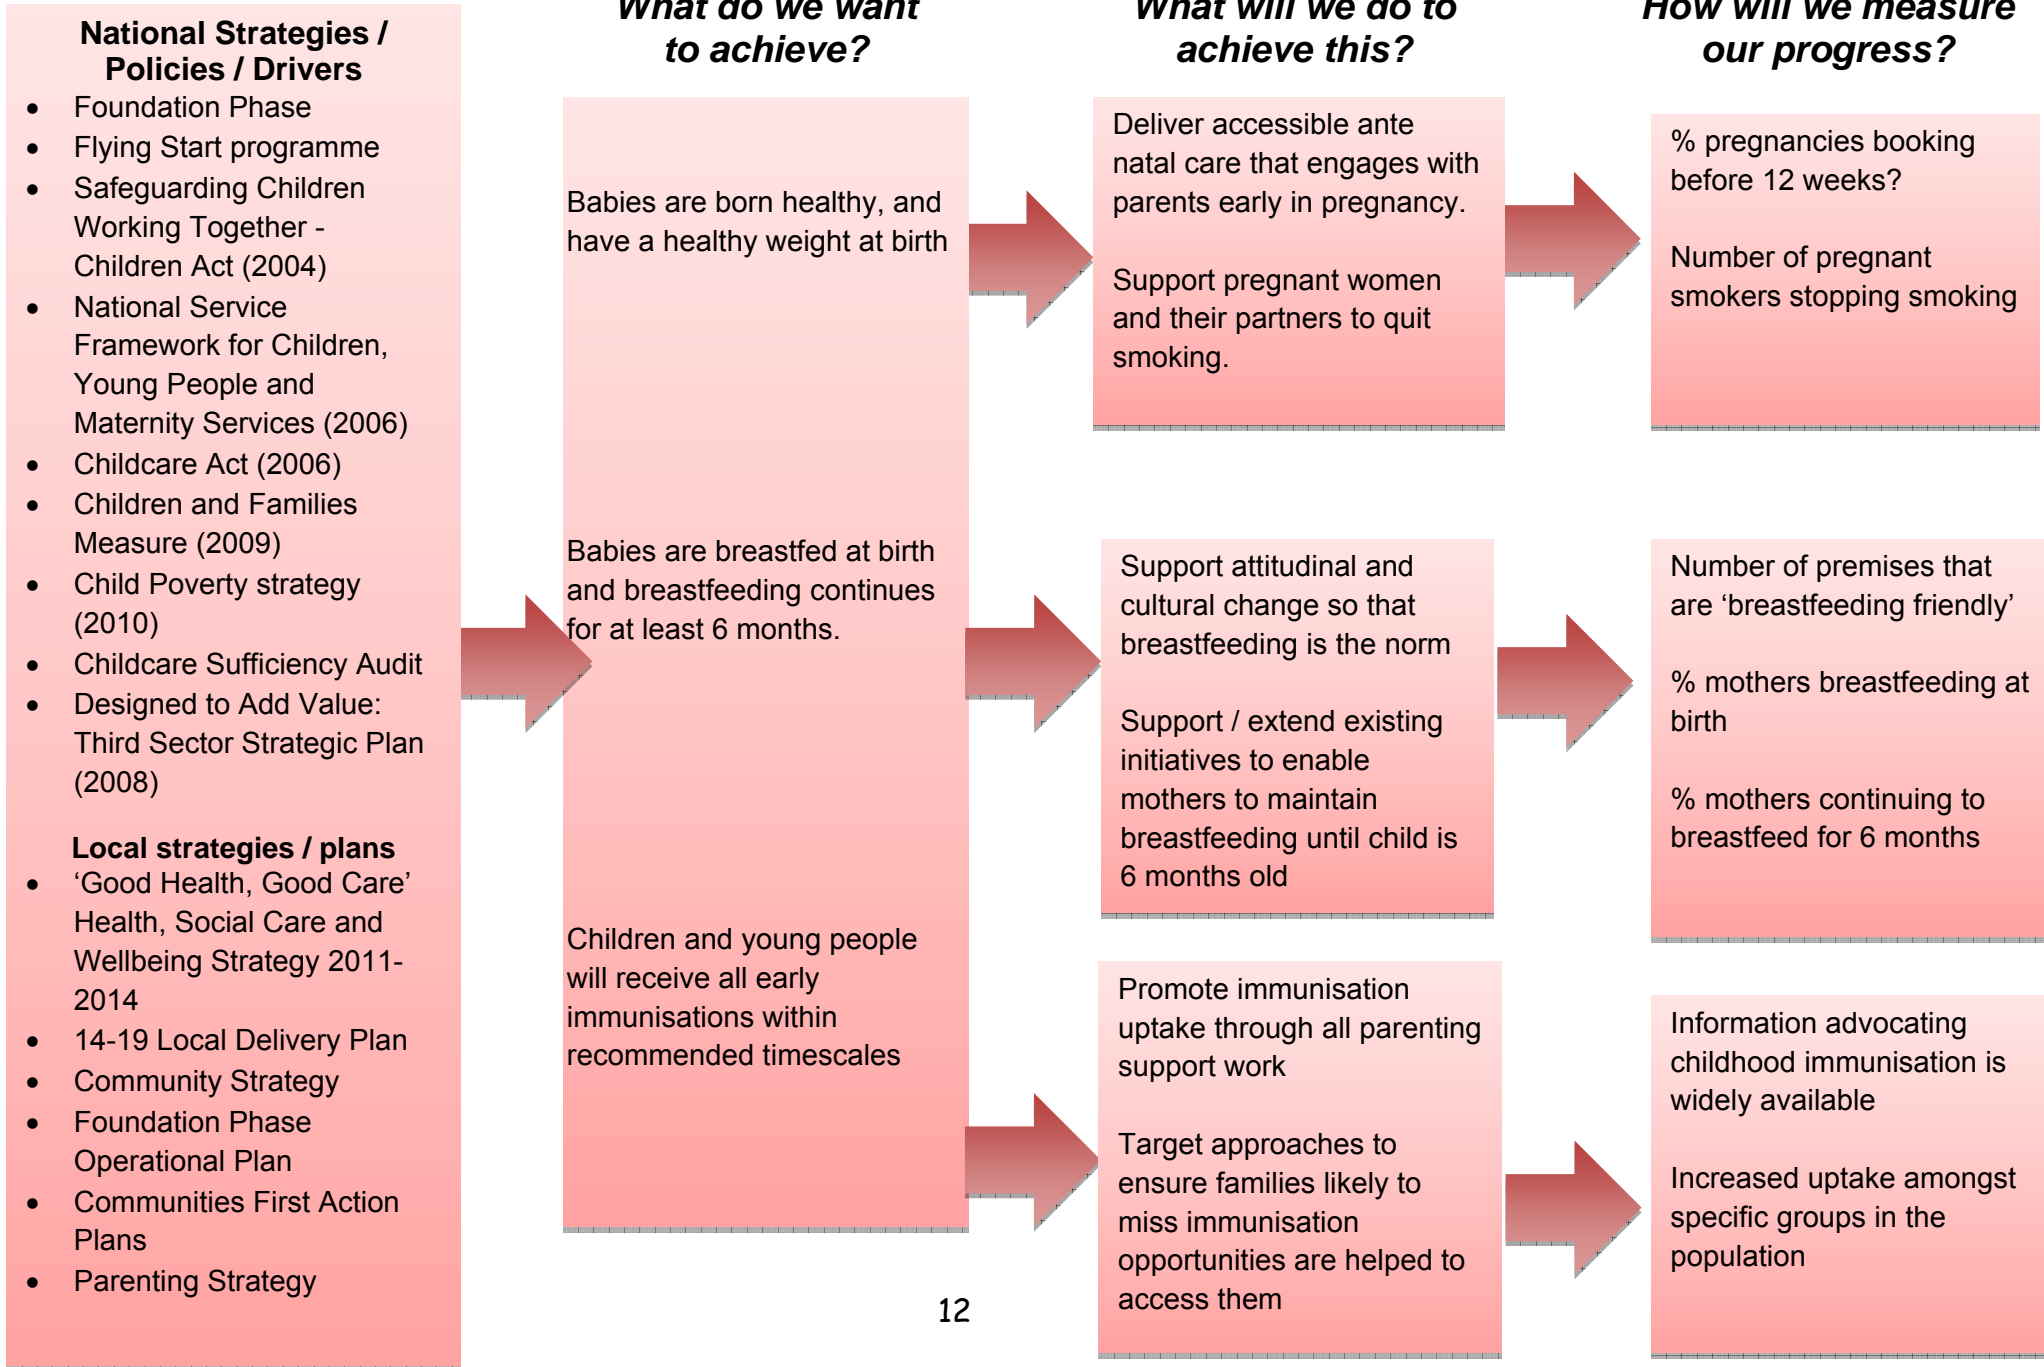 National Strategies /
Policies / Drivers
• Foundation Phase
• Flying Start programme
• Safeguarding Children
Working Together -
Children Act (2004)
• National Service
Framework for Children,
Young People and
Maternity Services (2006)
• Childcare Act (2006)
• Children and Families
Measure (2009)
• Child Poverty strategy
(2010)
• Childcare Sufficiency Audit
• Designed to Add Value:
Third Sector Strategic Plan
(2008)
Local strategies / plans
• ‘Good Health, Good Care’
Health, Social Care and
Wellbeing Strategy 2011-
2014
• 14-19 Local Delivery Plan
• Community Strategy
• Foundation Phase
Operational Plan
• Communities First Action
Plans
• Parenting Strategy
What do we want
to achieve?
Babies are born healthy, and
have a healthy weight at birth
Babies are breastfed at birth
and breastfeeding continues
for at least 6 months.
Children and young people
will receive all early
immunisations within
recommended timescales
What will we do to
achieve this?
Deliver accessible ante
natal care that engages with
parents early in pregnancy.
Support pregnant women
and their partners to quit
smoking.
Support attitudinal and
cultural change so that
breastfeeding is the norm
Support / extend existing
initiatives to enable
mothers to maintain
breastfeeding until child is
6 months old
Promote immunisation
uptake through all parenting
support work
Target approaches to
ensure families likely to
miss immunisation
opportunities are helped to
access them
How will we measure
our progress?
% pregnancies booking
before 12 weeks?
Number of pregnant
smokers stopping smoking
Number of premises that
are ‘breastfeeding friendly’
% mothers breastfeeding at
birth
% mothers continuing to
breastfeed for 6 months
Information advocating
childhood immunisation is
widely available
Increased uptake amongst
specific groups in the
population
12